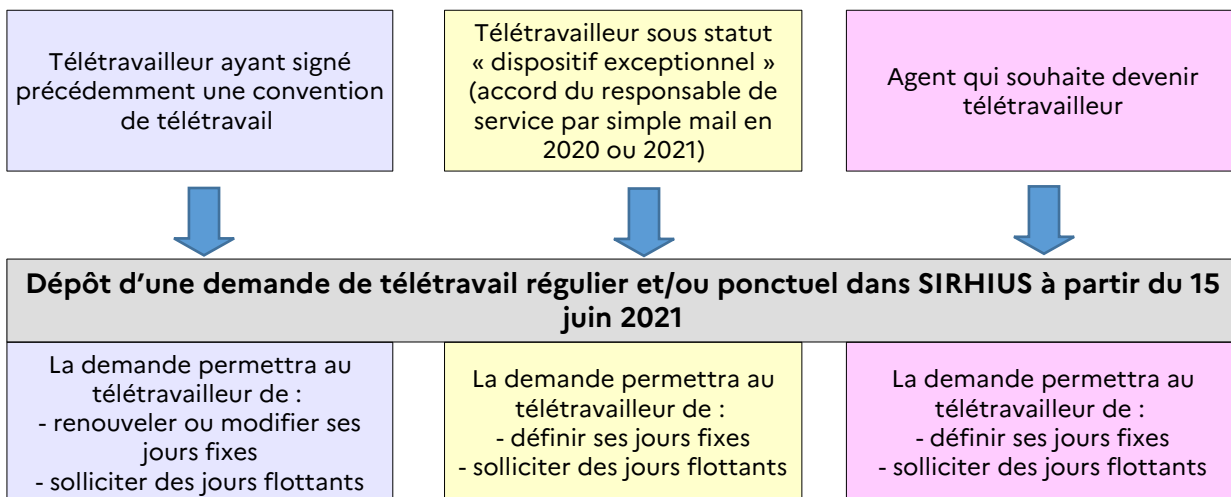 Télétravailleur ayant signé
précédemment une convention
de télétravail
Télétravailleur sous statut
« dispositif exceptionnel »
(accord du responsable de
service par simple mail en
2020 ou 2021)
Agent qui souhaite devenir
télétravailleur
Dépôt d’une demande de télétravail régulier et/ou ponctuel dans SIRHIUS à partir du 15
juin 2021
La demande permettra au
télétravailleur de :
- renouveler ou modifier ses
jours fixes
- solliciter des jours flottants
La demande permettra au
télétravailleur de :
- définir ses jours fixes
- solliciter des jours flottants
La demande permettra au
télétravailleur de :
- définir ses jours fixes
- solliciter des jours flottants